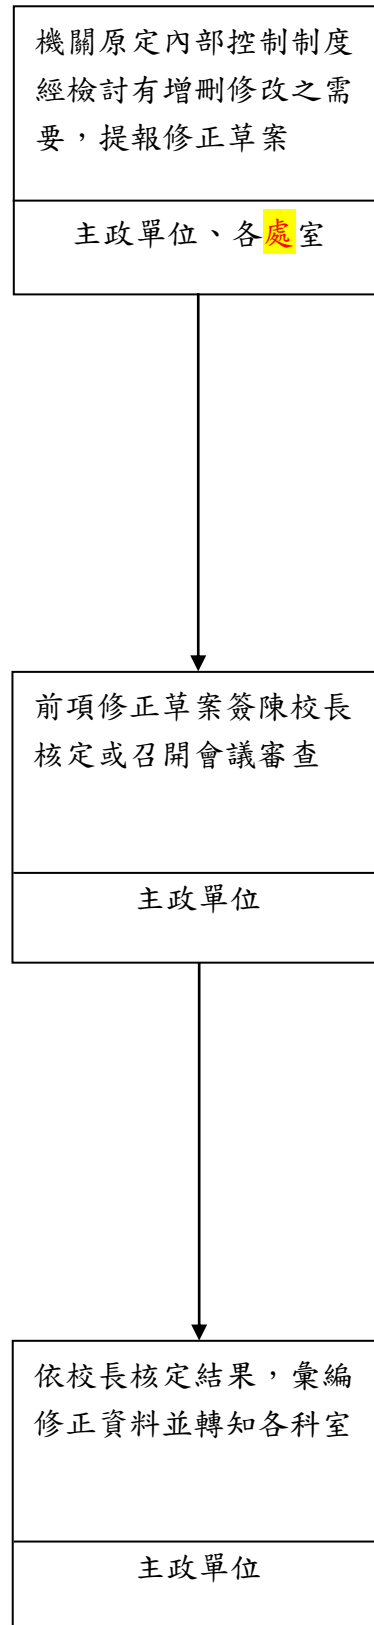 機關原定內部控制制度
經檢討有增刪修改之需
要，提報修正草案
主政單位、各處室
前項修正草案簽陳校長
核定或召開會議審查
主政單位
依校長核定結果，彙編
修正資料並轉知各科室
主政單位